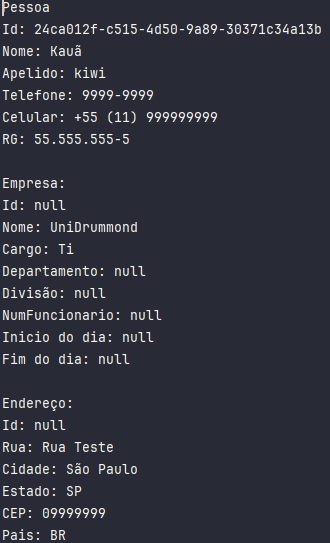 Pessoa
Id: 24ca012f-c515-4d50-9a89-30371c34a13b
Nome: Kauã
Apelido: kiwi
Telefone: 9999-9999
Celular: +55 (11) 999999999
RG: 55.555.555-5
Empresa:
Id: null
Nome: UniDrummond
Cargo: Ti
Departamento: null
Divisão: null
NumFuncionario: null
Inicio do dia: null
Fim do dia: null
Endereço:
Id: null
Rua: Rua Teste
Cidade: São Paulo
Estado: SP
CEP: 09999999
Pais: BR